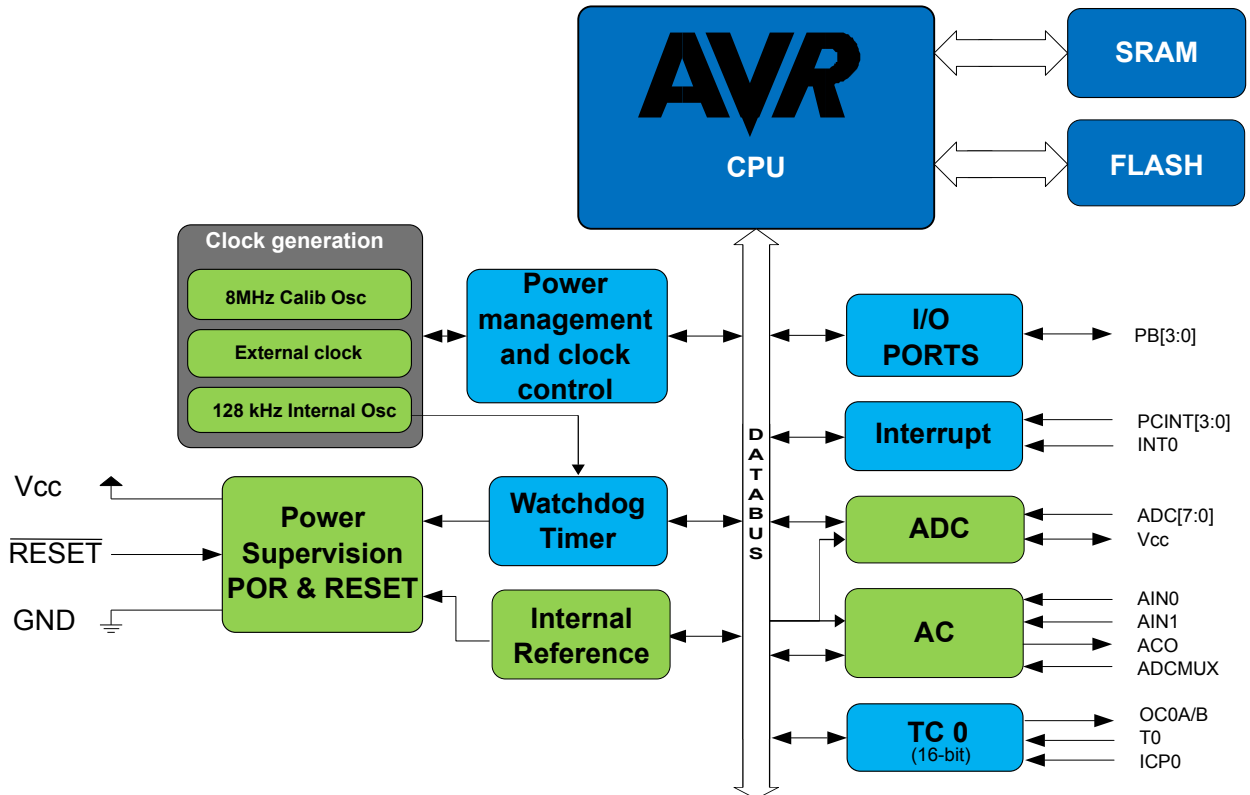 AVR
CPU
SRAM
FLASH
Clock generation
8MHz Calib Osc
External clock
128 kHz Internal Osc
Power
management
and clock
control
I/O
PORTS
PB[3:0]
Interrupt
PCINT[3:0]
INT0
DATABUS
Vcc
RESET
GND
Power
Supervision
POR & RESET
Watchdog
Timer
Internal
Reference
ADC
ADC[7:0]
Vcc
AC
AIN0
AIN1
ACO
ADCMUX
TC 0
(16-bit)
OC0A/B
T0
ICP0